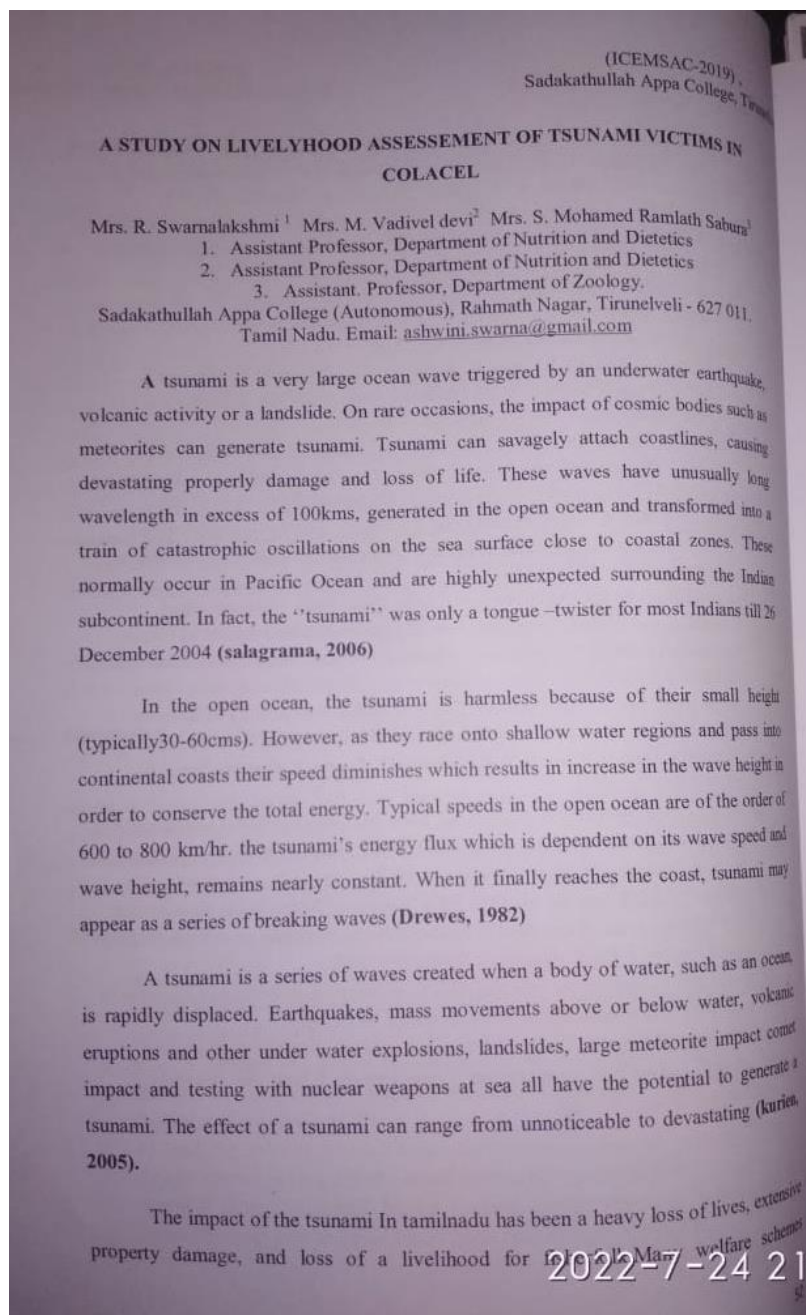 (ICEMSAC-2019),
Sadakathullah Appa College,
A STUDY ON LIVELYHOOD ASSESSEMENT OF TSUNAMI VICTIMS IN
COLACEL
Mrs. R. Swarnalakshmi 1 Mrs. M. Vadivel devi2 Mrs. S. Mohamed Ramlath Sabura3
1. Assistant Professor, Department of Nutrition and Dietetics
2. Assistant Professor, Department of Nutrition and Dietetics
3. Assistant. Professor, Department of Zoology.
Sadakathullah Appa College (Autonomous), Rahmath Nagar, Tirunelveli - 627 011.
Tamil Nadu. Email: ashwini.swarna@gmail.com
A tsunami is a very large ocean wave triggered by an underwater earthquake,
volcanic activity or a landslide. On rare occasions, the impact of cosmic bodies such as
meteorites can generate tsunami. Tsunami can savagely attach coastlines, causing
devastating properly damage and loss of life. These waves have unusually long
wavelength in excess of 100kms, generated in the open ocean and transformed into a
train of catastrophic oscillations on the sea surface close to coastal zones. These
normally occur in Pacific Ocean and are highly unexpected surrounding the Indian
subcontinent. In fact, the ‘‘tsunami’’ was only a tongue –twister for most Indians till 26
December 2004 (salagrama, 2006)
In the open ocean, the tsunami is harmless because of their small height
(typically30-60cms). However, as they race onto shallow water regions and pass into
continental coasts their speed diminishes which results in increase in the wave height in
order to conserve the total energy. Typical speeds in the open ocean are of the order of
600 to 800 km/hr. the tsunami’s energy flux which is dependent on its wave speed and
wave height, remains nearly constant. When it finally reaches the coast, tsunami may
appear as a series of breaking waves (Drewes, 1982)
A tsunami is a series of waves created when a body of water, such as an ocean,
is rapidly displaced. Earthquakes, mass movements above or below water, volcanic
eruptions and other under water explosions, landslides, large meteorite impact comet
impact and testing with nuclear weapons at sea all have the potential to generate a
tsunami. The effect of a tsunami can range from unnoticeable to devastating (kurien,
2005).
The impact of the tsunami In tamilnadu has been a heavy loss of lives, extensive
property damage, and loss of a livelihood for welfare schemes
2022-7-24 21